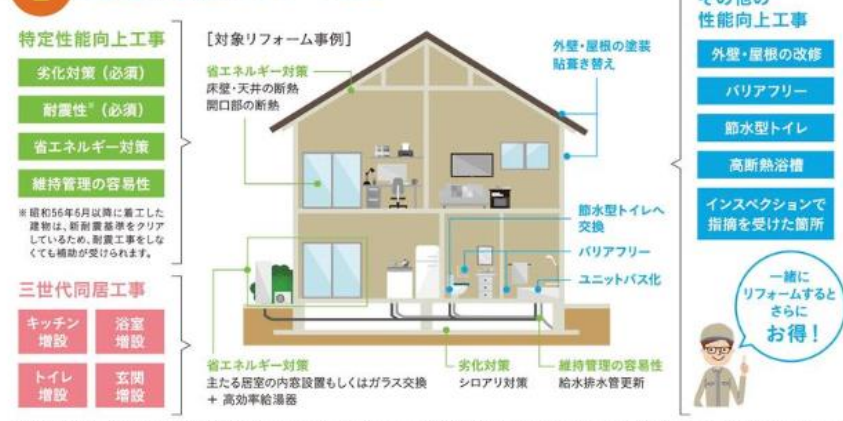 特定性能向上工事
劣化対策（必須）
耐震性※（必須）
省エネルギー対策
維持管理の容易性
※昭和56年6月以降に着工した
建物は、新耐震基準をクリア
しているため、耐震工事をしな
くても補助が受けられます。
三世代同居工事
キッチン
増設
浴室
増設
トイレ
増設
玄関
増設
［対象リフォーム事例］
省エネルギー対策
床壁・天井の断熱
開口部の断熱
外壁・屋根の塗装
貼葺き替え
節水型トイレへ
交換
バリアフリー
ユニットバス化
省エネルギー対策
主たる居室の内窓設置もしくはガラス交換
＋ 高効率給湯器
劣化対策
シロアリ対策
維持管理の容易性
給水排水管更新
その他の
性能向上工事
外壁・屋根の改修
バリアフリー
節水型トイレ
高断熱浴槽
インスペクションで
指摘を受けた箇所
一緒に
リフォームすると
さらに
お得！